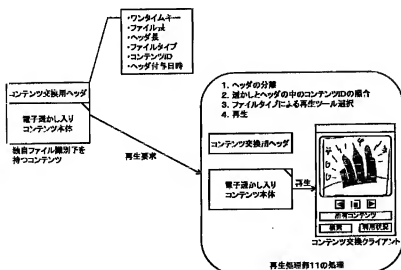 ・ワンタイムキー
・ファイル長
・ヘッダ長
・ファイルタイプ
・コンテンツID
・ヘッダ付与日時
コンテンツ交換用ヘッダ
電子透かし入り
コンテンツ本体
独自ファイル識別子を
持つコンテンツ
再生要求
1. ヘッダの分離
2. 透かしとヘッダの中のコンテンツIDの照合
3. ファイルタイプによる再生ツール選択
4. 再生
コンテンツ交換用ヘッダ
電子透かし入り
コンテンツ本体
再生
所有コンテンツ
検索
利用状況
コンテンツ交換クライアント
再生処理部11の処理